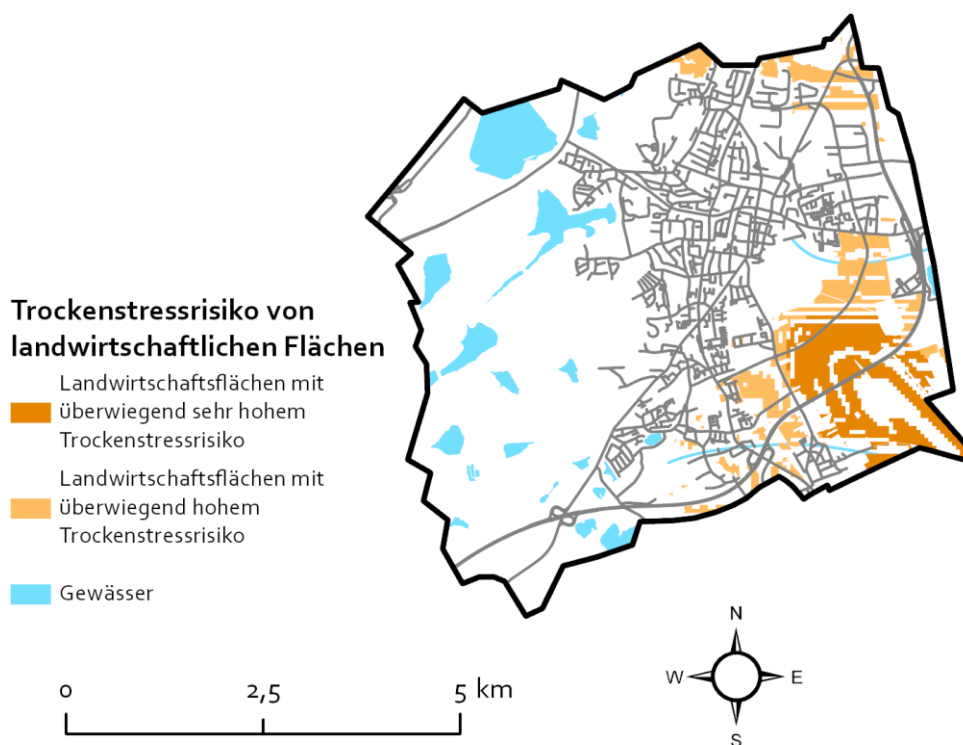 Trockenstressrisiko von
landwirtschaftlichen Flächen
Landwirtschaftsflächen mit
überwiegend sehr hohem
Trockenstressrisiko
Landwirtschaftsflächen mit
überwiegend hohem
Trockenstressrisiko
Gewässer
0 2,5 5 km
N
W E
S